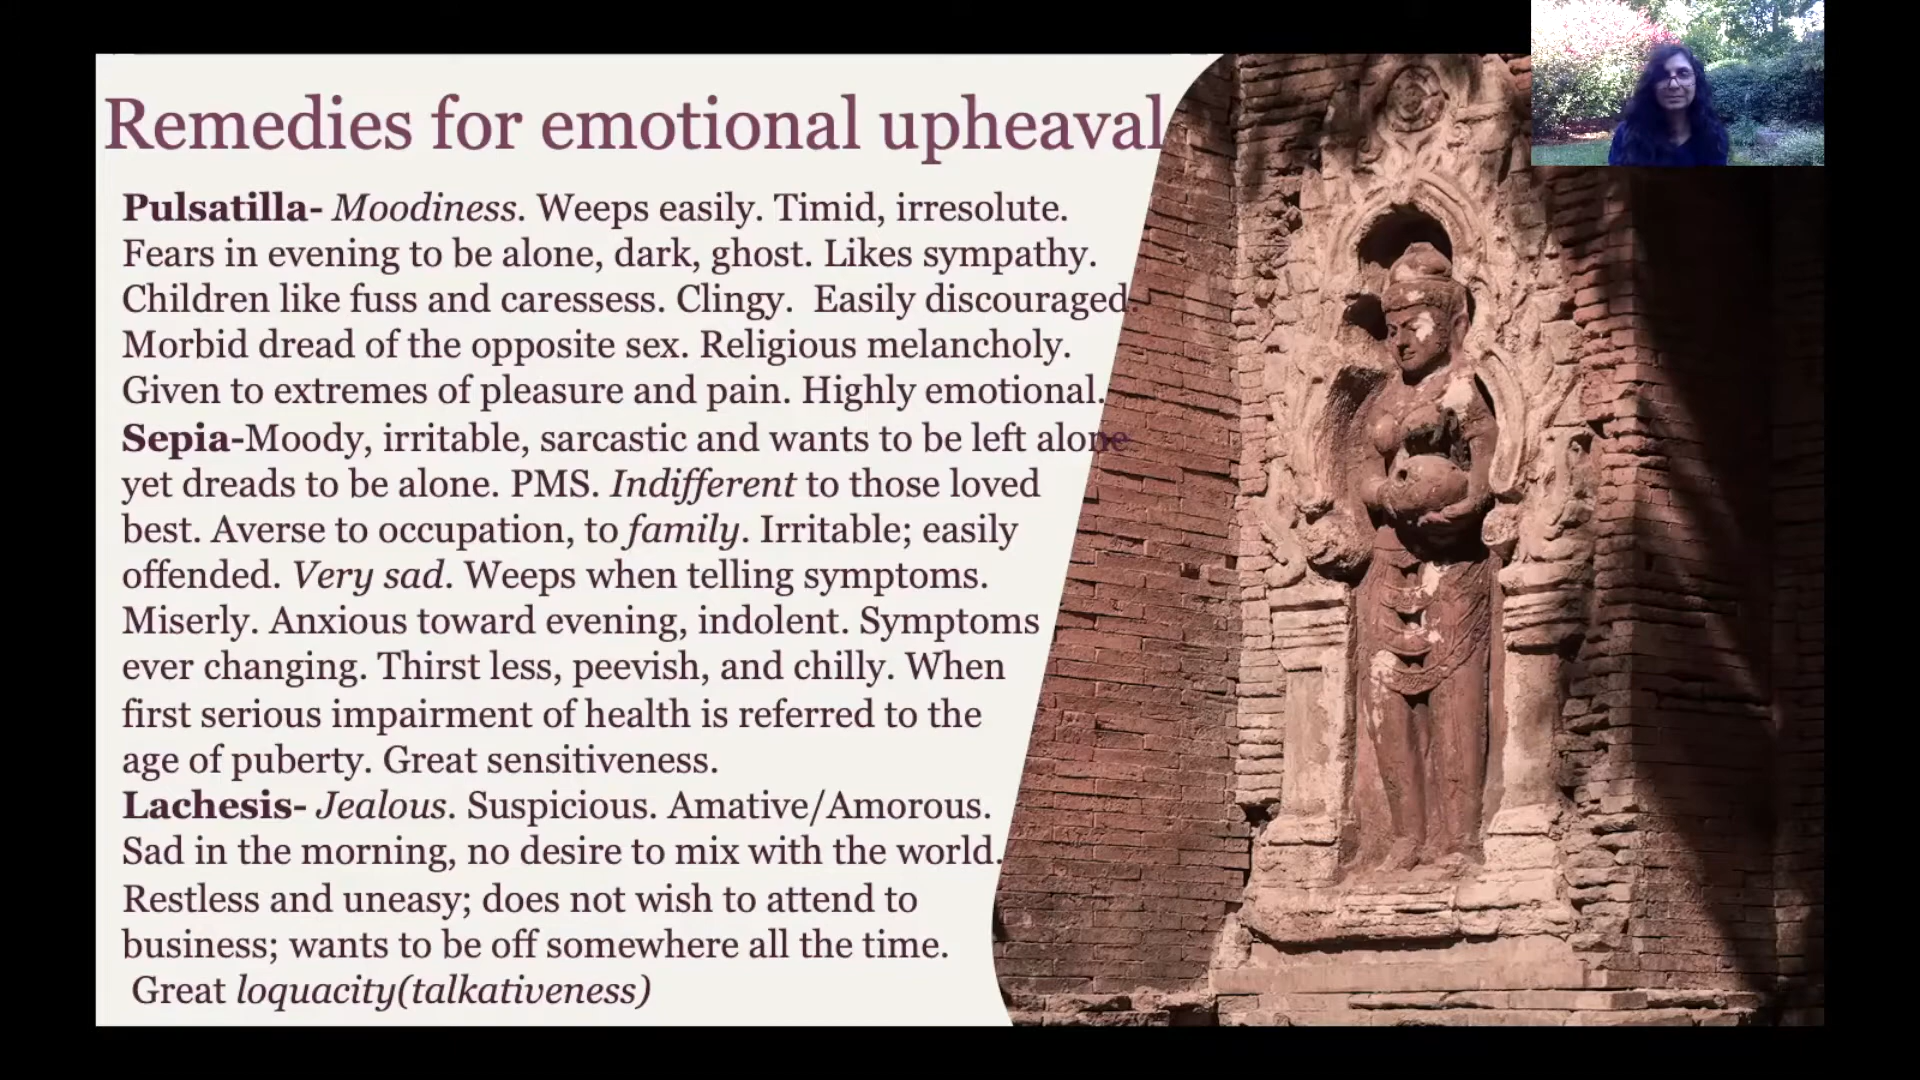 Remedies for emotional upheaval
Pulsatilla- Moodiness. Weeps easily. Timid, irresolute.
Fears in evening to be alone, dark, ghost. Likes sympathy.
Children like fuss and caressess. Clingy.  Easily discouraged.
Morbid dread of the opposite sex. Religious melancholy.
Given to extremes of pleasure and pain. Highly emotional.
Sepia-Moody, irritable, sarcastic and wants to be left alone
yet dreads to be alone. PMS. Indifferent to those loved
best. Averse to occupation, to family. Irritable; easily
offended. Very sad. Weeps when telling symptoms.
Miserly. Anxious toward evening, indolent. Symptoms
ever changing. Thirst less, peevish, and chilly. When
first serious impairment of health is referred to the
age of puberty. Great sensitiveness.
Lachesis- Jealous. Suspicious. Amative/Amorous.
Sad in the morning, no desire to mix with the world.
Restless and uneasy; does not wish to attend to
business; wants to be off somewhere all the time.
Great loquacity(talkativeness)